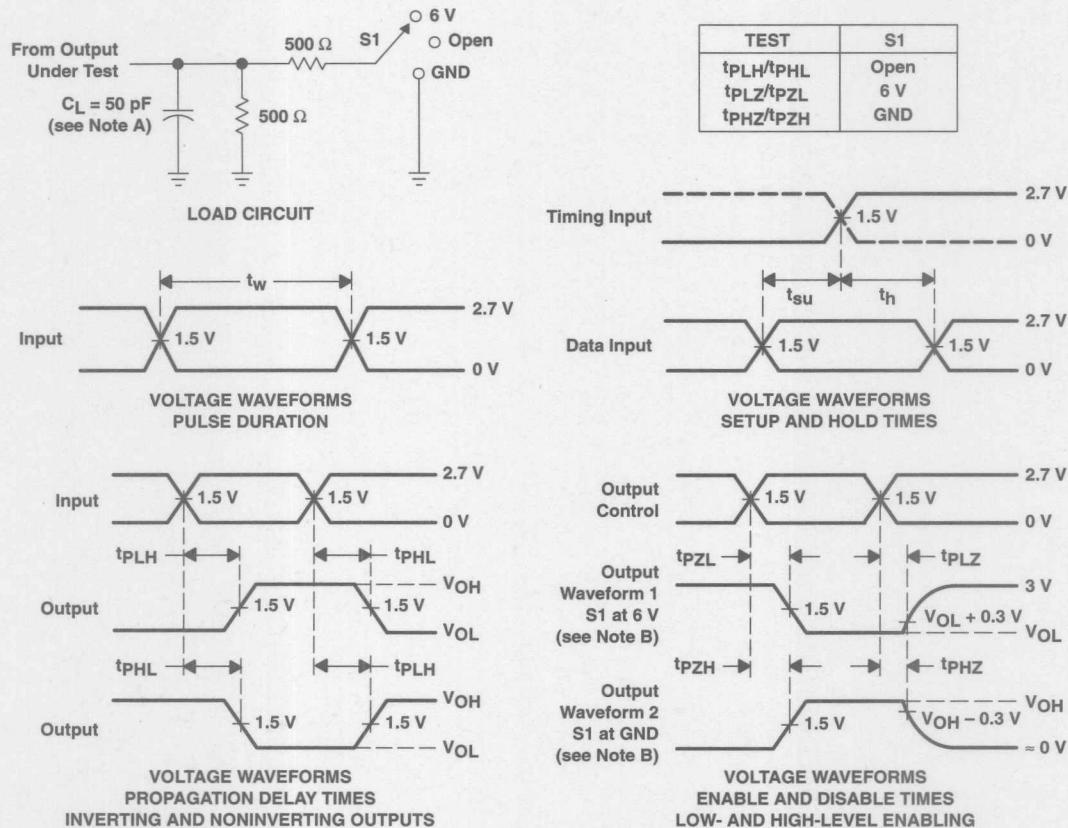 From Output
Under Test
CL = 50 pF
(see Note A)
500 Ω
500 Ω
S1
6 V
Open
GND
LOAD CIRCUIT
TEST S1
tPLH/tPHL Open
tPLZ/tPZL 6 V
tPHZ/tPZH GND
Timing Input
1.5 V
2.7 V
0 V
tsu
th
Data Input
1.5 V
1.5 V
2.7 V
0 V
VOLTAGE WAVEFORMS
SETUP AND HOLD TIMES
tw
Input
1.5 V
1.5 V
2.7 V
0 V
VOLTAGE WAVEFORMS
PULSE DURATION
Input
1.5 V
1.5 V
2.7 V
0 V
tPLH
tPHL
Output
1.5 V
1.5 V
VOH
VOL
tPHL
tPLH
Output
1.5 V
1.5 V
VOH
VOL
VOLTAGE WAVEFORMS
PROPAGATION DELAY TIMES
INVERTING AND NONINVERTING OUTPUTS
Output
Control
1.5 V
1.5 V
2.7 V
0 V
tPZL
tPLZ
Output
Waveform 1
S1 at 6 V
(see Note B)
1.5 V
3 V
VOL + 0.3 V
VOL
tPZH
tPHZ
Output
Waveform 2
S1 at GND
(see Note B)
1.5 V
VOH
VOH – 0.3 V
≈ 0 V
VOLTAGE WAVEFORMS
ENABLE AND DISABLE TIMES
LOW- AND HIGH-LEVEL ENABLING